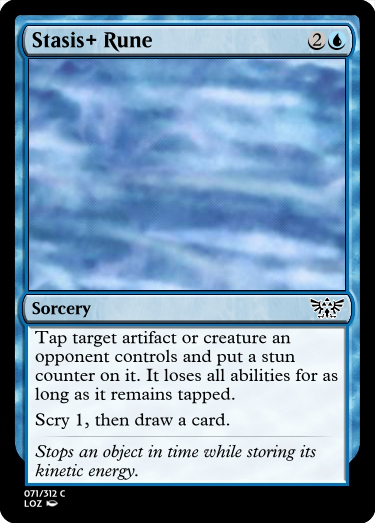 Stasis+ Rune 2
Sorcery
Tap target artifact or creature an
opponent controls and put a stun
counter on it. It loses all abilities for as
long as it remains tapped.
Scry 1, then draw a card.
Stops an object in time while storing its
kinetic energy.
071/312 C
LOZ